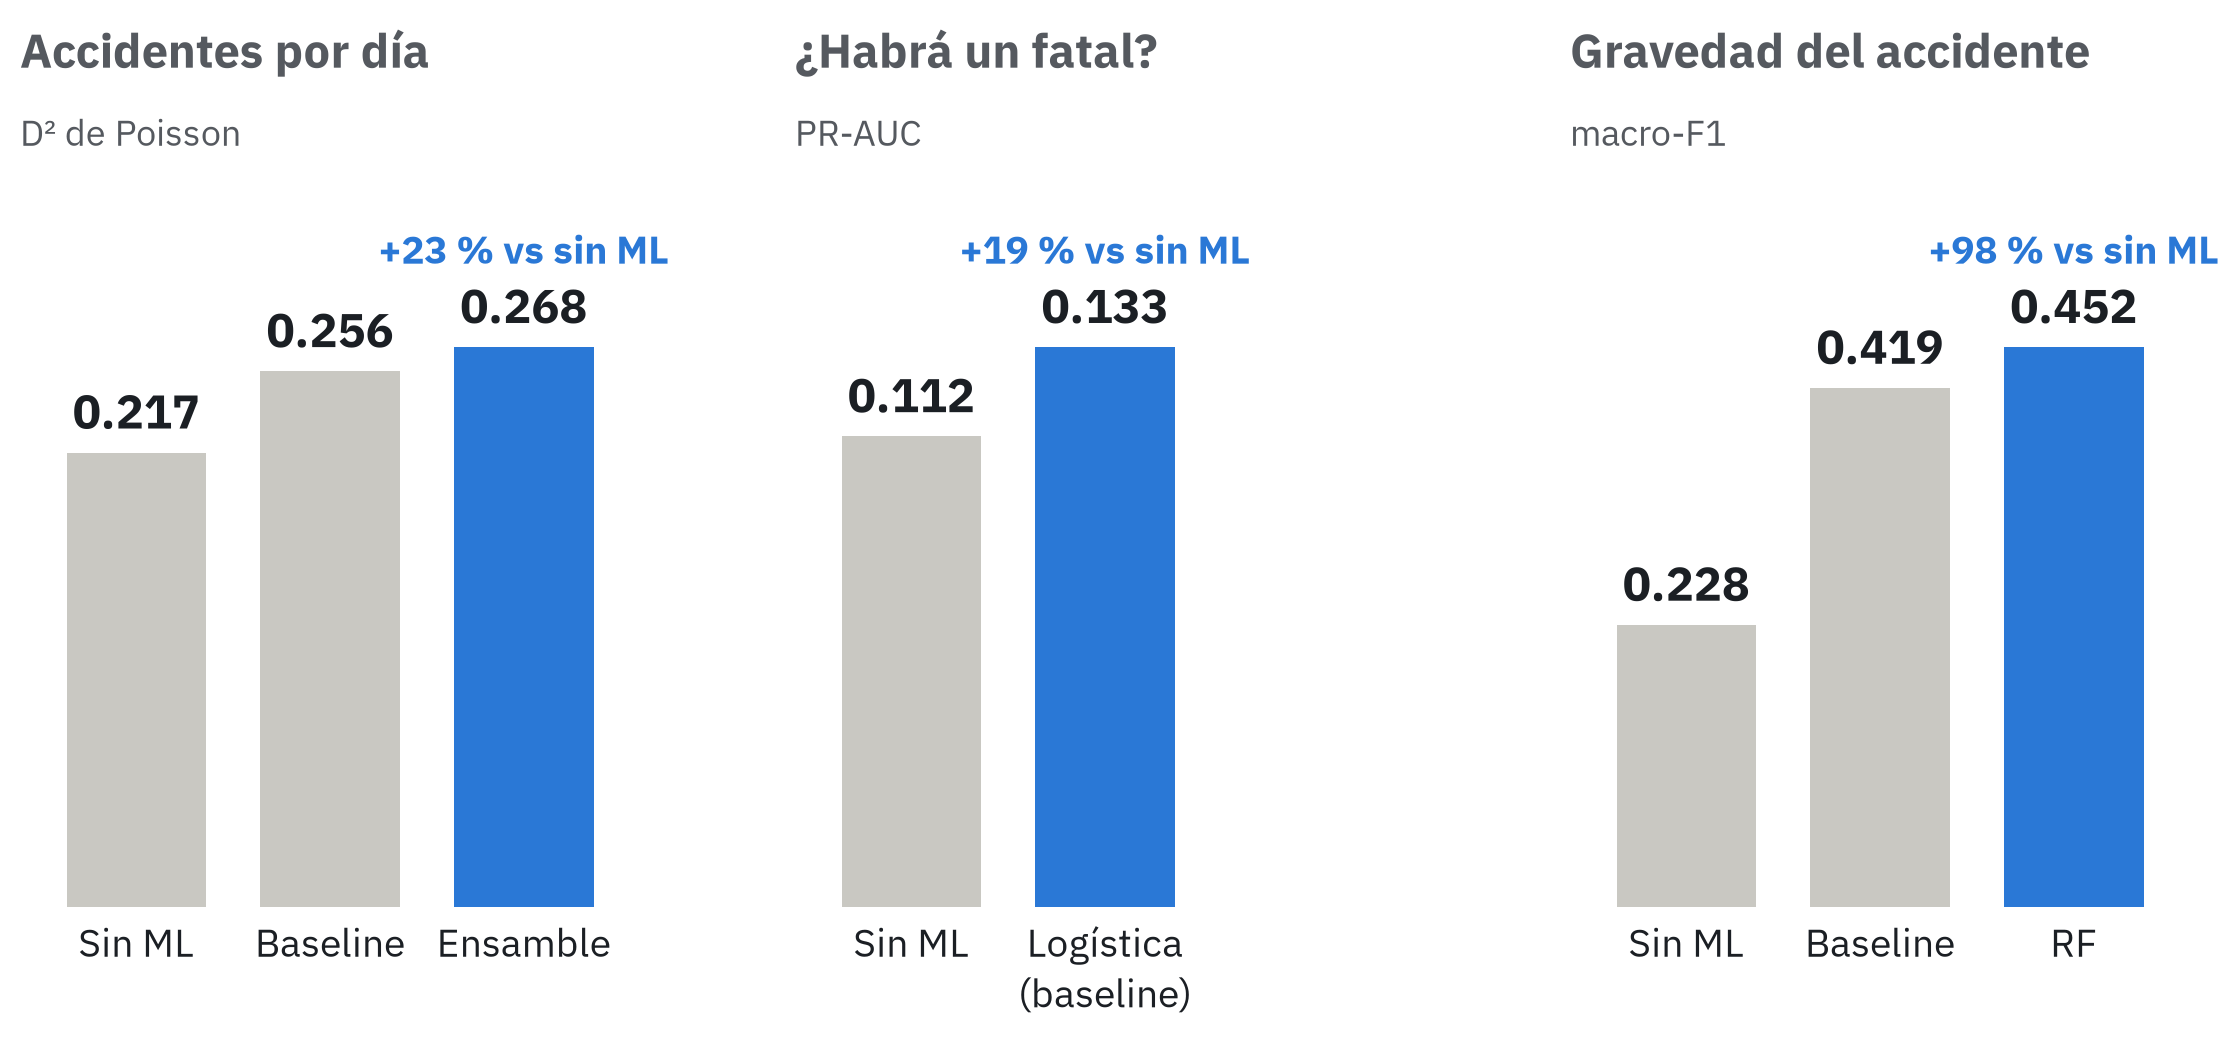 Accidentes por día
D² de Poisson
+23 % vs sin ML
0.268
0.256
0.217
Sin ML
Baseline
Ensamble
¿Habrá un fatal?
PR-AUC
+19 % vs sin ML
0.133
0.112
Sin ML
Logística
(baseline)
Gravedad del accidente
macro-F1
+98 % vs sin ML
0.452
0.419
0.228
Sin ML
Baseline
RF